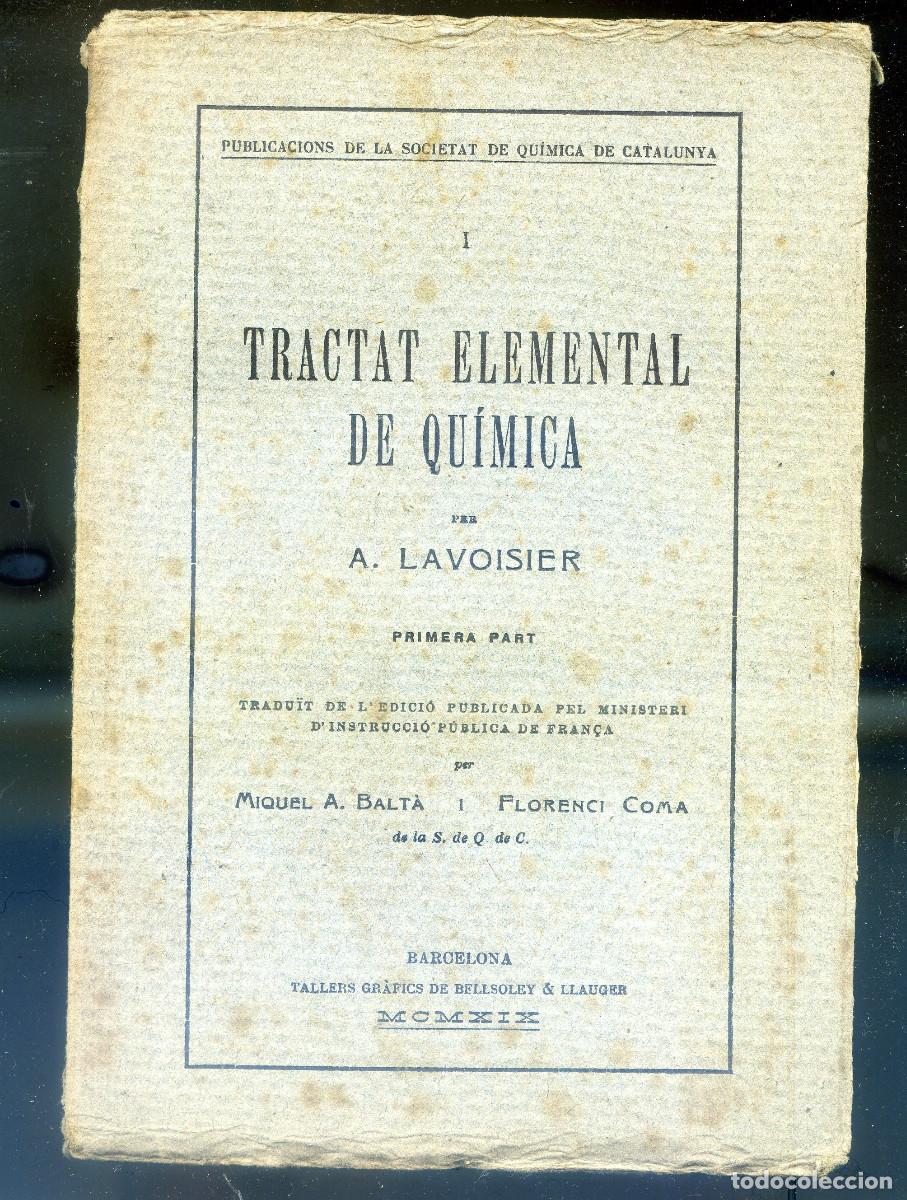 PUBLICACIONS DE LA SOCIETAT DE QUÍMICA DE CATALUNYA
I
TRACTAT ELEMENTAL
DE QUÍMICA
PER
A. LAVOISIER
PRIMERA PART
TRADUÏT DE L'EDICIÓ PUBLICADA PEL MINISTERI
D'INSTRUCCIÓ PÚBLICA DE FRANÇA
per
MIQUEL A. BALTÀ I FLORENCI COMA
de la S. de Q. de C.
BARCELONA
TALLERS GRÀFICS DE BELLSOLEY & LLAUGER
MCMXIX
todocoleccion